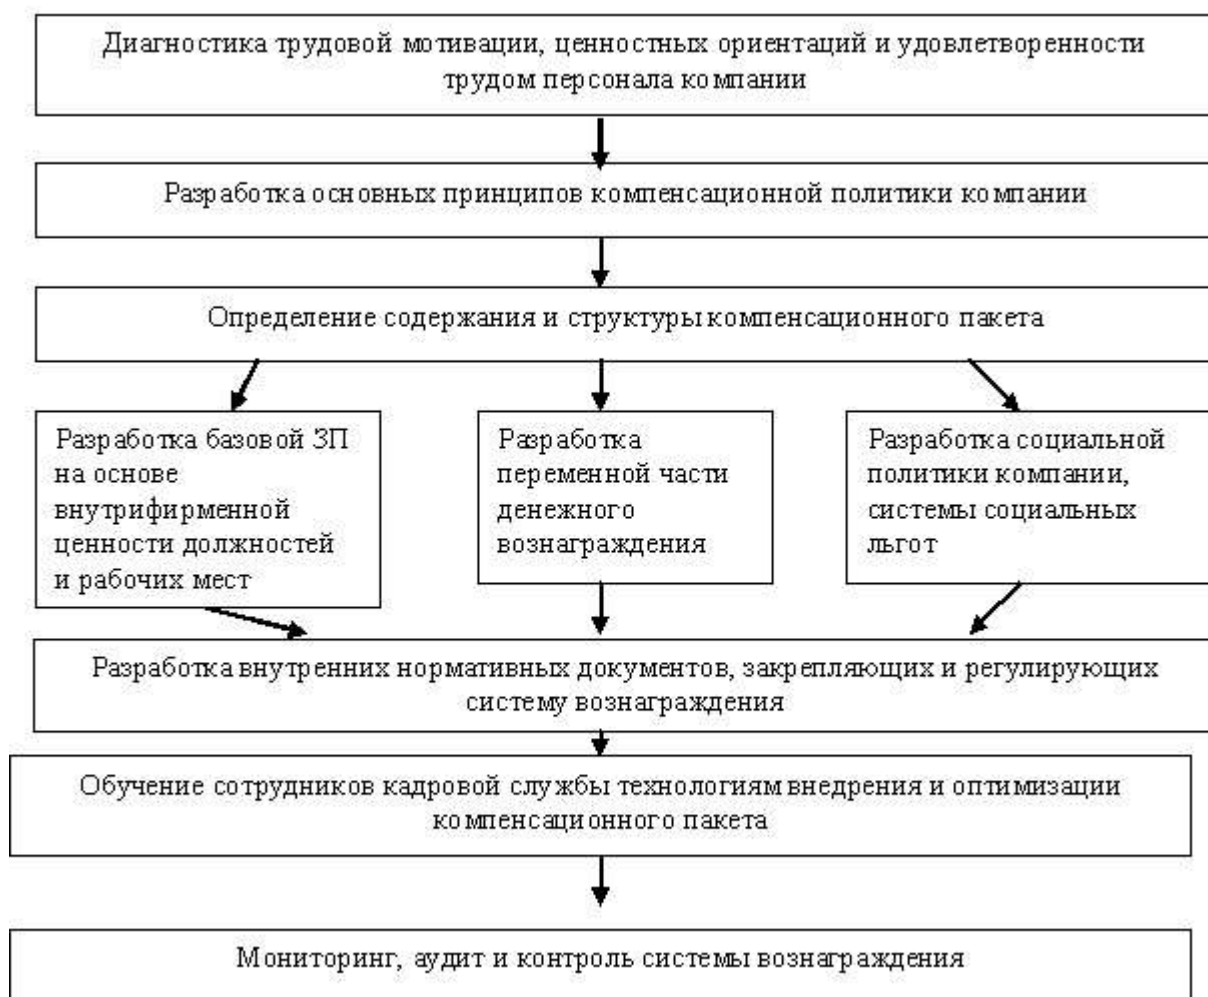 Диагностика трудовой мотивации, ценностных ориентаций и удовлетворенности
трудом персонала компании
Разработка основных принципов компенсационной политики компании
Определение содержания и структуры компенсационного пакета
Разработка базовой ЗП
на основе
внутрифирменной
ценности должностей
и рабочих мест
Разработка
переменной части
денежного
вознаграждения
Разработка социальной
политики компании,
системы социальных
льгот
Разработка внутренних нормативных документов, закрепляющих и регулирующих
систему вознаграждения
Обучение сотрудников кадровой службы технологиям внедрения и оптимизации
компенсационного пакета
Мониторинг, аудит и контроль системы вознаграждения